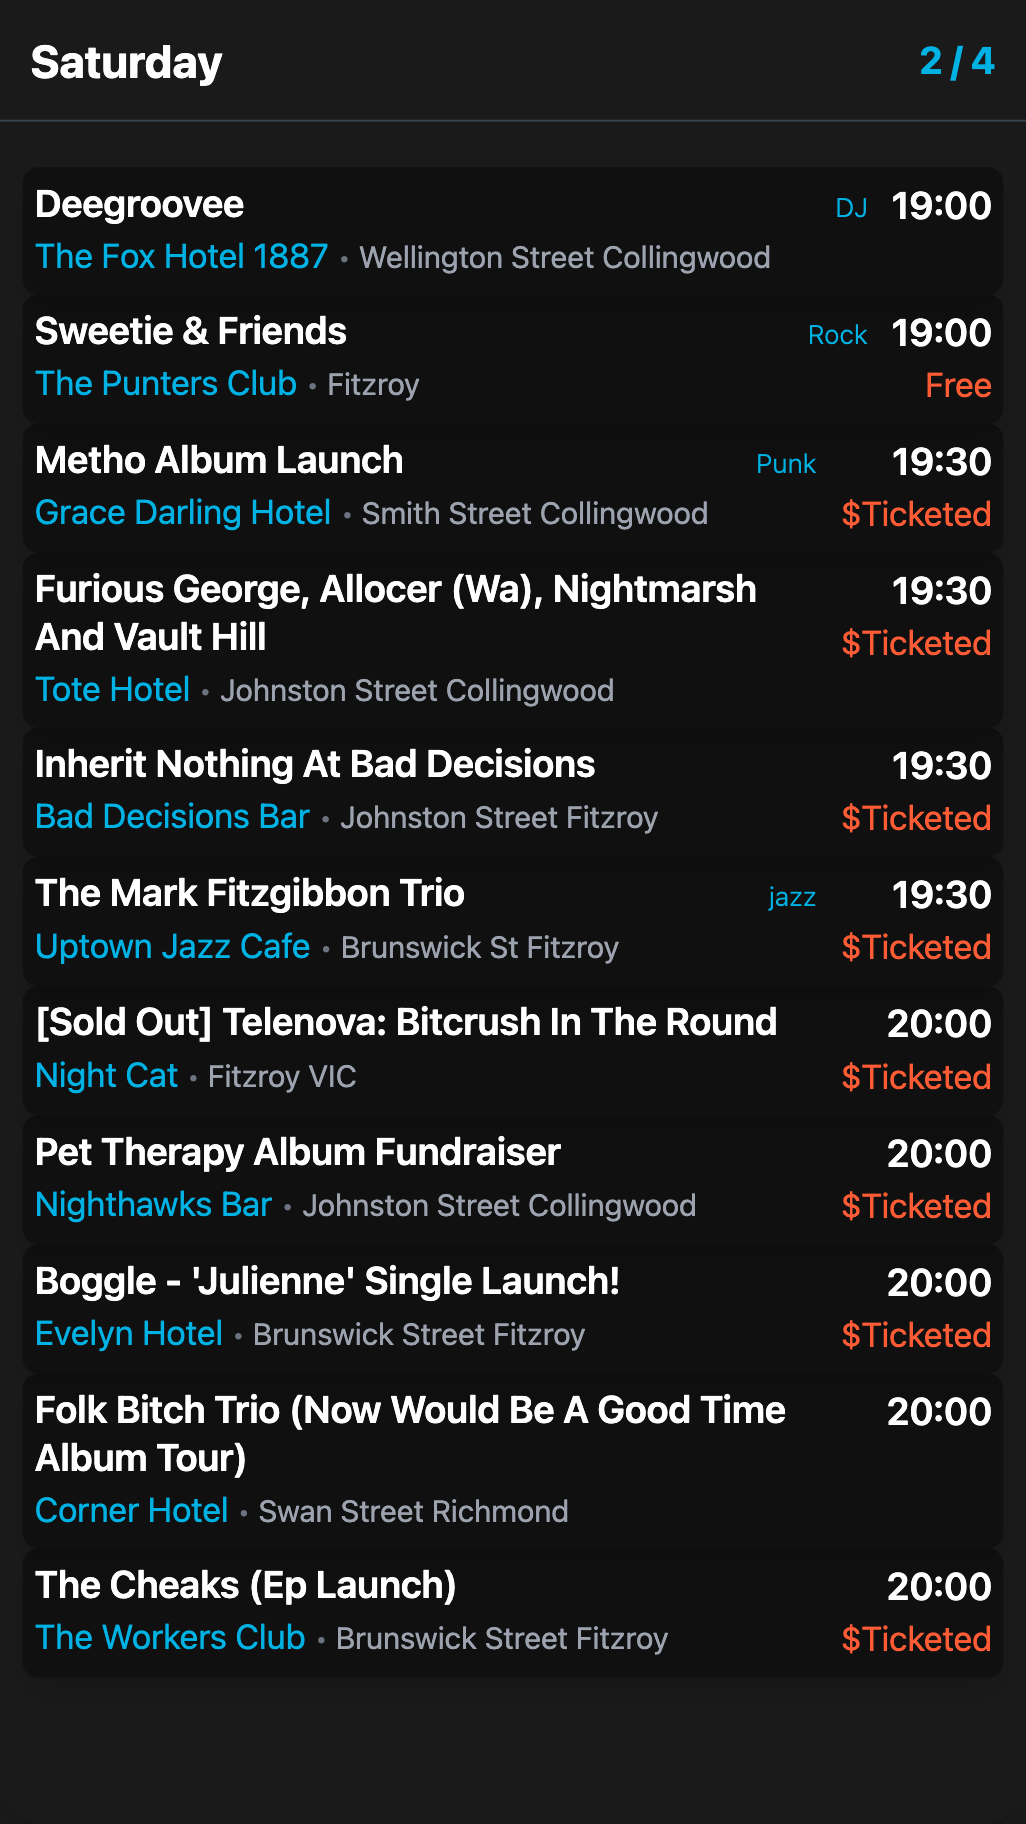 Saturday 2 / 4
Deegroovee DJ 19:00
The Fox Hotel 1887 • Wellington Street Collingwood
Sweetie & Friends Rock 19:00
The Punters Club • Fitzroy Free
Metho Album Launch Punk 19:30
Grace Darling Hotel • Smith Street Collingwood $Ticketed
Furious George, Allocer (Wa), Nightmarsh 19:30
And Vault Hill $Ticketed
Tote Hotel • Johnston Street Collingwood
Inherit Nothing At Bad Decisions 19:30
Bad Decisions Bar • Johnston Street Fitzroy $Ticketed
The Mark Fitzgibbon Trio jazz 19:30
Uptown Jazz Cafe • Brunswick St Fitzroy $Ticketed
[Sold Out] Telenova: Bitcrush In The Round 20:00
Night Cat • Fitzroy VIC $Ticketed
Pet Therapy Album Fundraiser 20:00
Nighthawks Bar • Johnston Street Collingwood $Ticketed
Boggle - 'Julienne' Single Launch! 20:00
Evelyn Hotel • Brunswick Street Fitzroy $Ticketed
Folk Bitch Trio (Now Would Be A Good Time 20:00
Album Tour)
Corner Hotel • Swan Street Richmond
The Cheaks (Ep Launch) 20:00
The Workers Club • Brunswick Street Fitzroy $Ticketed